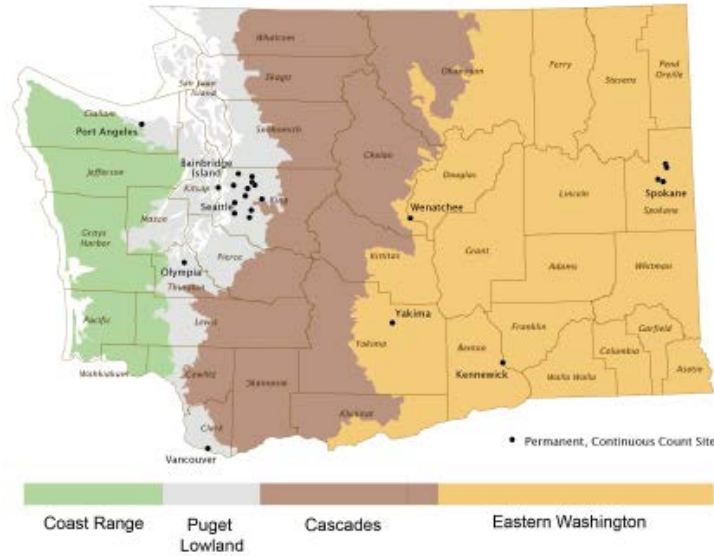 Whatcom
San Juan
Island
Skagit
Okanogan
Ferry
Stevens
Pend
Oreille
Clallam
Port Angeles
Snohomish
Jefferson
Bainbridge
Island
Kitsap
Chelan
Douglas
Lincoln
Spokane
Spokane
Seattle
King
Mason
Wenatchee
Grays
Harbor
Kittitas
Grant
Pierce
Olympia
Adams
Whitman
Thurston
Pacific
Lewis
Yakima
Yakima
Franklin
Garfield
Benton
Columbia
Wahkiakum
Cowlitz
Skamania
Kennewick
Walla Walla
Asotin
Klickitat
Clark
Vancouver
Permanent, Continuous Count Site
Coast Range
Puget
Lowland
Cascades
Eastern Washington